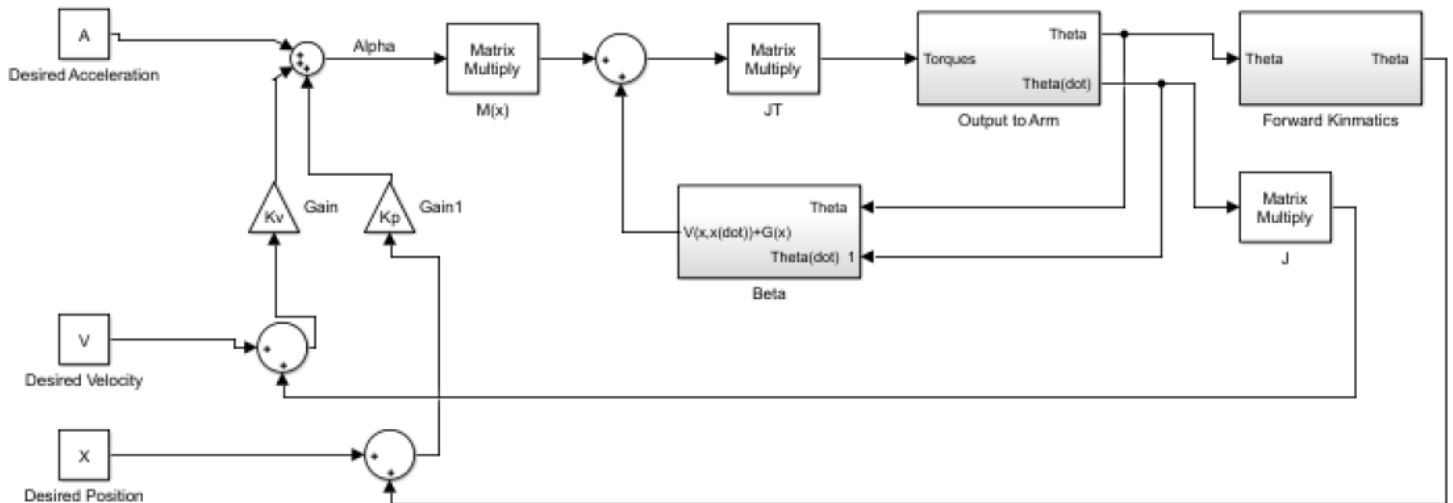 A
Desired Acceleration
+
+
+
Alpha
Matrix
Multiply
M(x)
+
+
Matrix
Multiply
JT
Torques
Theta
Theta(dot)
Output to Arm
Theta
Theta
Forward Kinmatics
Kv
Gain
Kp
Gain1
Theta
V(x,x(dot))+G(x)
Theta(dot) 1
Beta
Matrix
Multiply
J
V
Desired Velocity
+
+
X
Desired Position
+
+